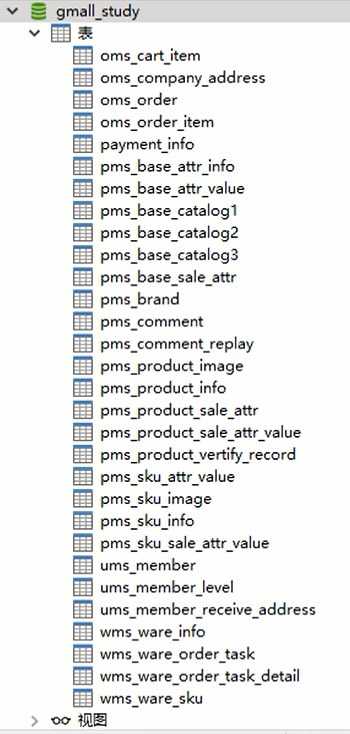 gmall_study
表
oms_cart_item
oms_company_address
oms_order
oms_order_item
payment_info
pms_base_attr_info
pms_base_attr_value
pms_base_catalog1
pms_base_catalog2
pms_base_catalog3
pms_base_sale_attr
pms_brand
pms_comment
pms_comment_replay
pms_product_image
pms_product_info
pms_product_sale_attr
pms_product_sale_attr_value
pms_product_vertify_record
pms_sku_attr_value
pms_sku_image
pms_sku_info
pms_sku_sale_attr_value
ums_member
ums_member_level
ums_member_receive_address
wms_ware_info
wms_ware_order_task
wms_ware_order_task_detail
wms_ware_sku
视图